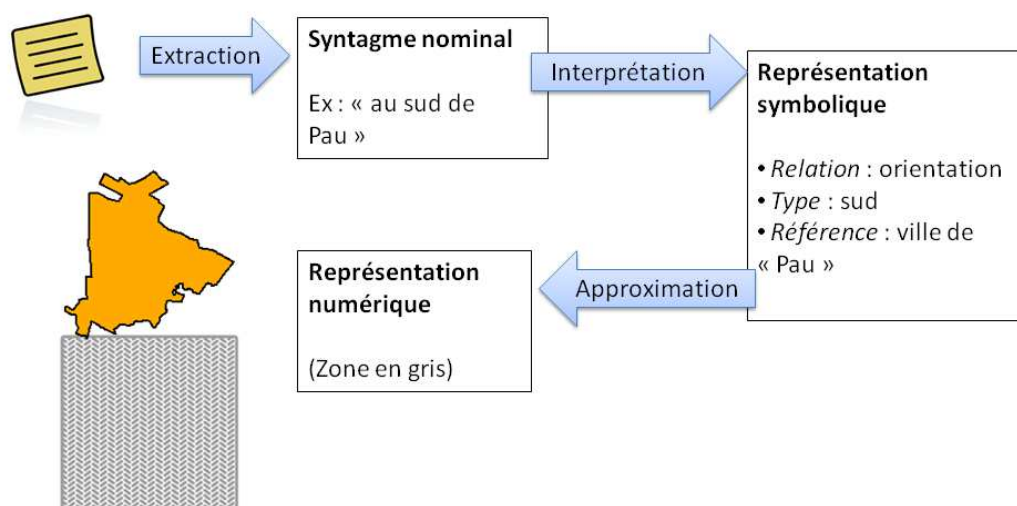 Extraction
Syntagme nominal
Ex : « au sud de
Pau »
Interprétation
Représentation
symbolique
• Relation : orientation
• Type : sud
• Référence : ville de
« Pau »
Approximation
Représentation
numérique
(Zone en gris)